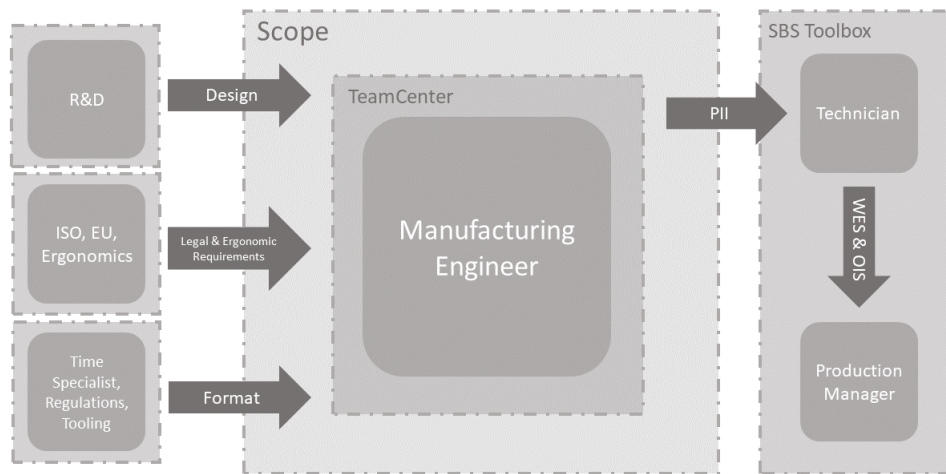 Scope
SBS Toolbox
R&D
Design
TeamCenter
PII
Technician
Manufacturing
Engineer
ISO, EU,
Ergonomics
Legal & Ergonomic
Requirements
WES & OIS
Time
Specialist,
Regulations,
Tooling
Format
Production
Manager